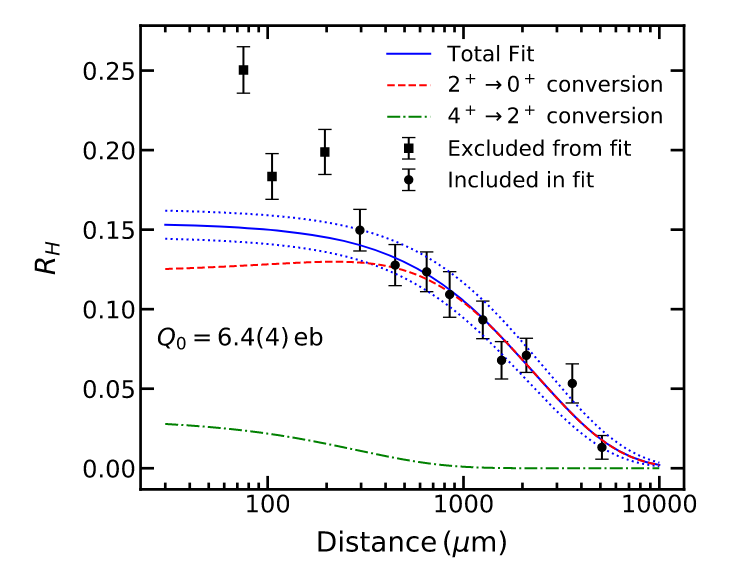 0.25
0.20
0.15
0.10
0.05
0.00
R_H
Total Fit
2⁺ → 0⁺ conversion
4⁺ → 2⁺ conversion
Excluded from fit
Included in fit
Q₀ = 6.4(4) eb
100
1000
10000
Distance (μm)